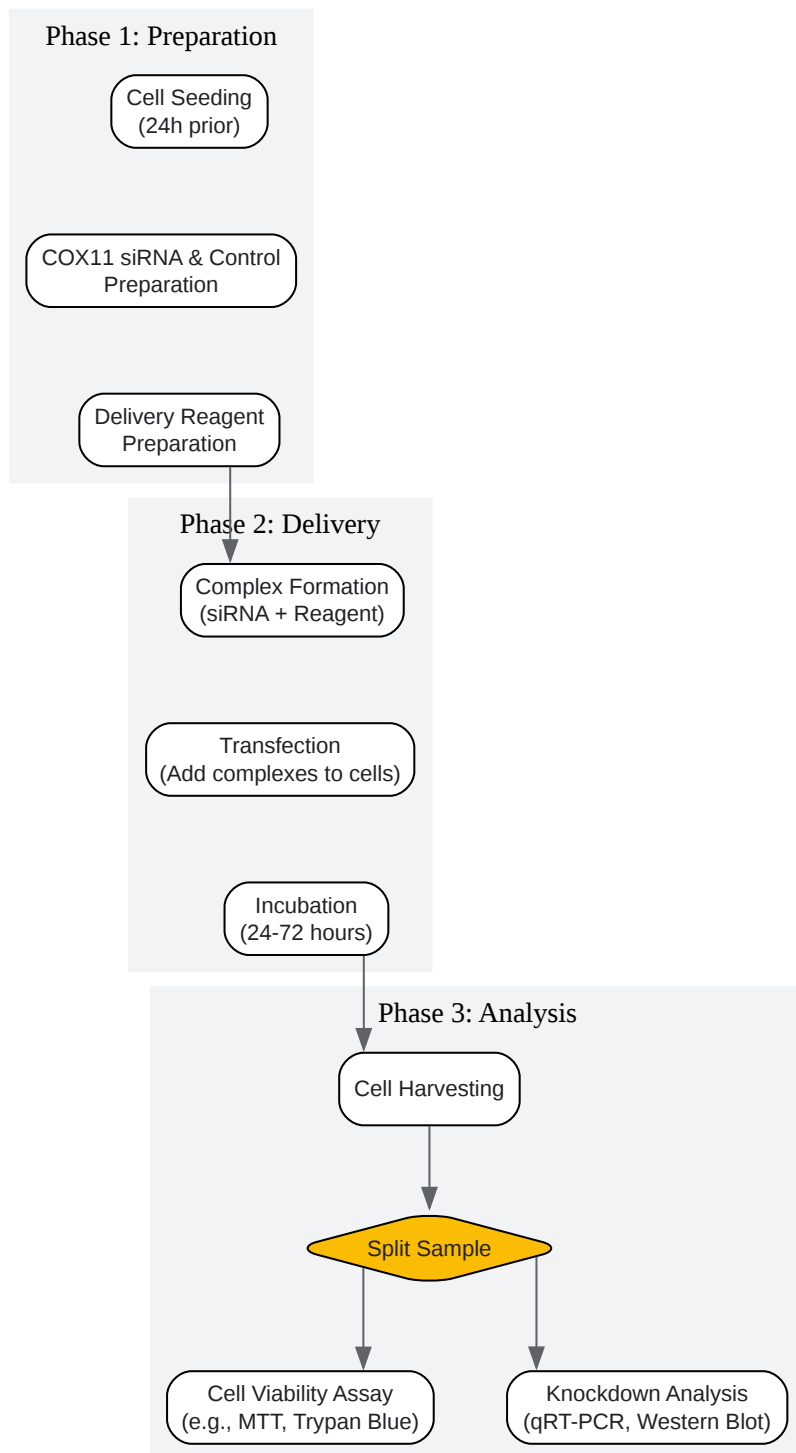 Phase 1: Preparation
Cell Seeding
(24h prior)
COX11 siRNA & Control
Preparation
Delivery Reagent
Preparation
Phase 2: Delivery
Complex Formation
(siRNA + Reagent)
Transfection
(Add complexes to cells)
Incubation
(24-72 hours)
Phase 3: Analysis
Cell Harvesting
Split Sample
Cell Viability Assay
(e.g., MTT, Trypan Blue)
Knockdown Analysis
(qRT-PCR, Western Blot)